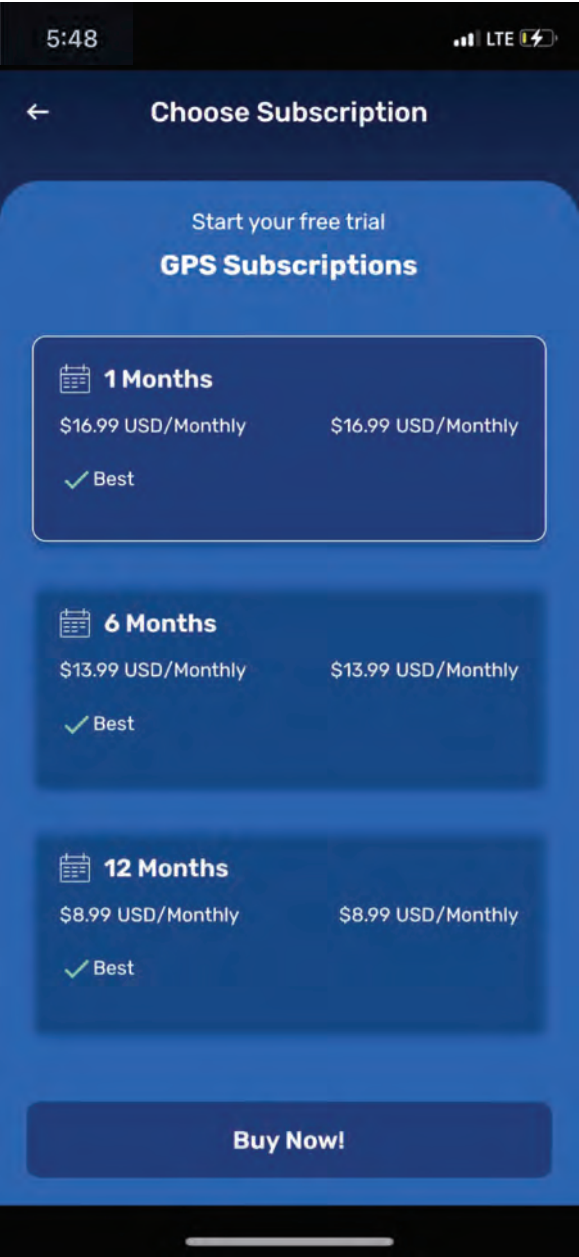 5:48 LTE
Choose Subscription
Start your free trial
GPS Subscriptions
1 Months
$16.99 USD/Monthly $16.99 USD/Monthly
Best
6 Months
$13.99 USD/Monthly $13.99 USD/Monthly
Best
12 Months
$8.99 USD/Monthly $8.99 USD/Monthly
Best
Buy Now!